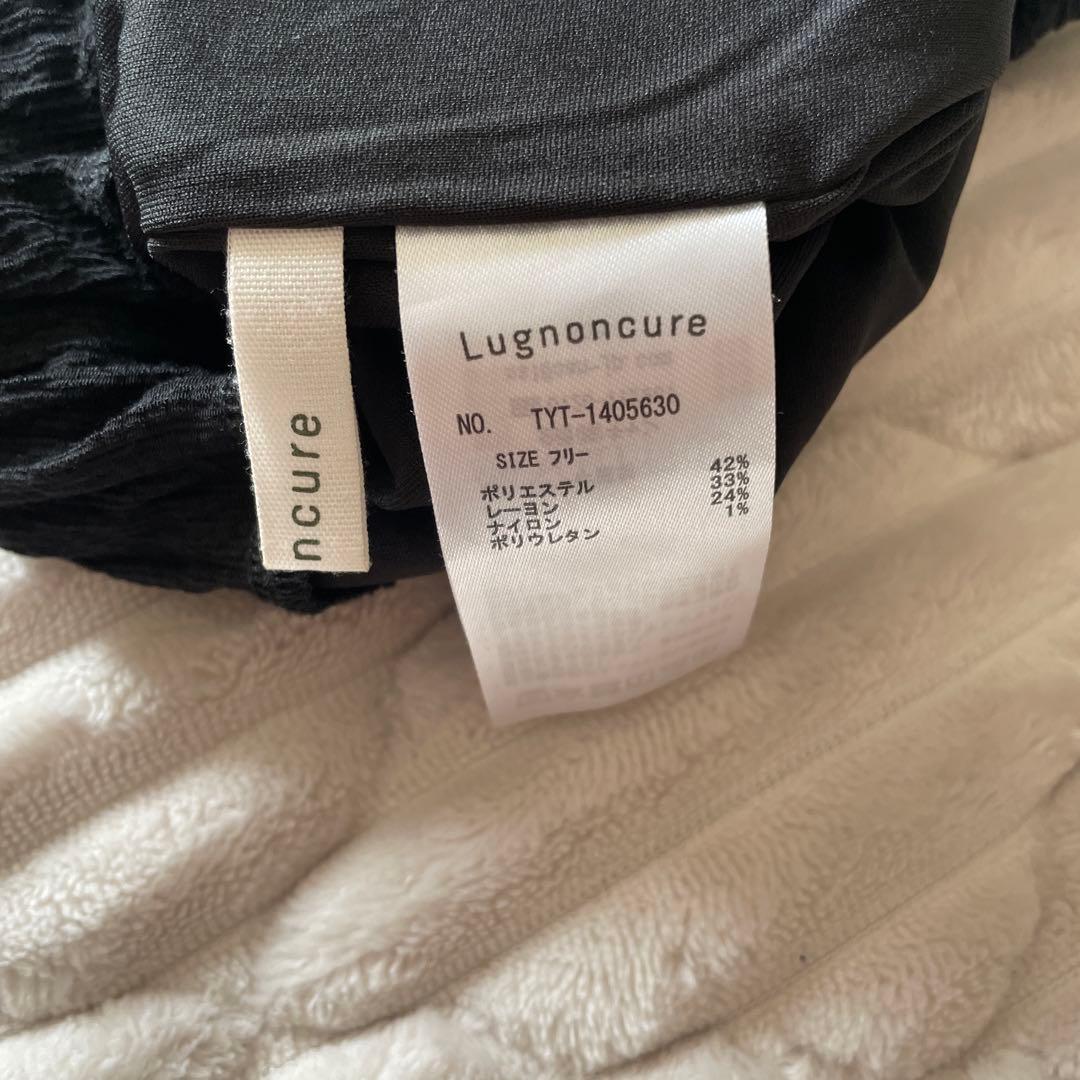 ncure
Lugnoncure
NO. TYT-1405630
SIZE フリー
ポリエステル 42%
レーヨン 33%
ナイロン 24%
ポリウレタン 1%